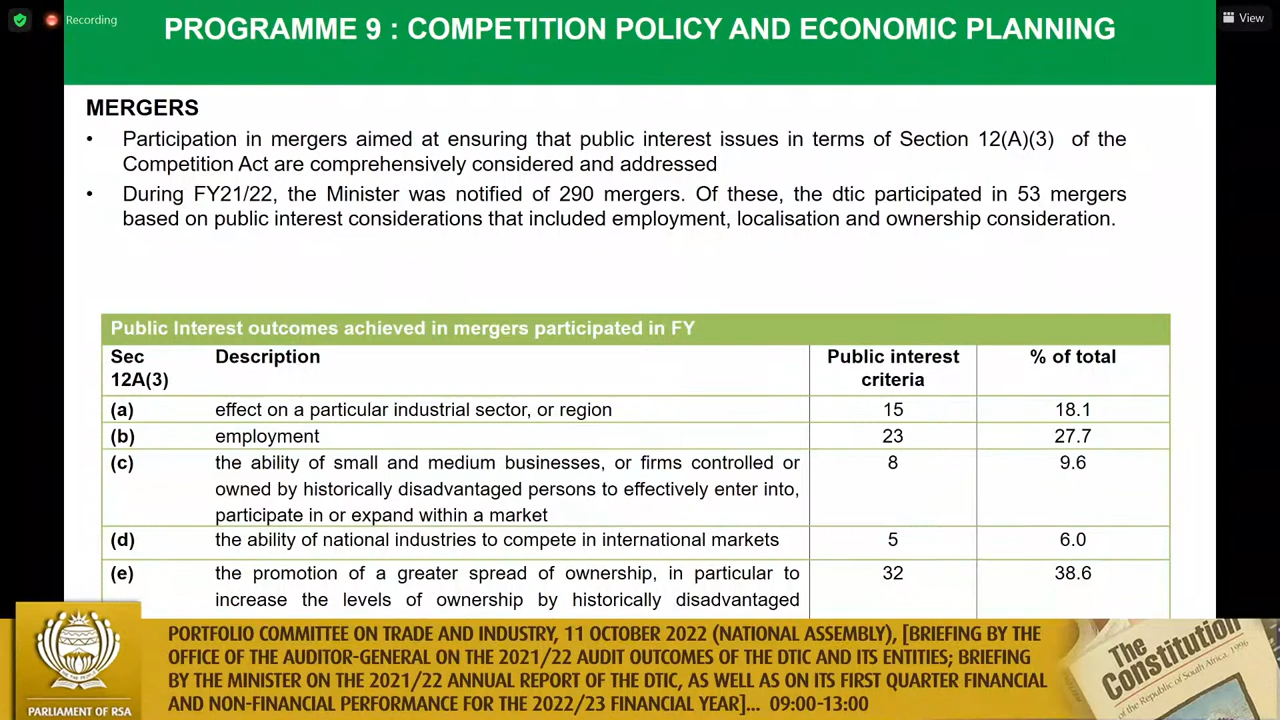 Recording
View
PROGRAMME 9 : COMPETITION POLICY AND ECONOMIC PLANNING
MERGERS
• Participation in mergers aimed at ensuring that public interest issues in terms of Section 12(A)(3) of the
Competition Act are comprehensively considered and addressed
• During FY21/22, the Minister was notified of 290 mergers. Of these, the dtic participated in 53 mergers
based on public interest considerations that included employment, localisation and ownership consideration.
Public Interest outcomes achieved in mergers participated in FY
Sec 12A(3) Description Public interest criteria % of total
(a) effect on a particular industrial sector, or region 15 18.1
(b) employment 23 27.7
(c) the ability of small and medium businesses, or firms controlled or 8 9.6
owned by historically disadvantaged persons to effectively enter into,
participate in or expand within a market
(d) the ability of national industries to compete in international markets 5 6.0
(e) the promotion of a greater spread of ownership, in particular to 32 38.6
increase the levels of ownership by historically disadvantaged
PORTFOLIO COMMITTEE ON TRADE AND INDUSTRY, 11 OCTOBER 2022 (NATIONAL ASSEMBLY), [BRIEFING BY THE
OFFICE OF THE AUDITOR-GENERAL ON THE 2021/22 AUDIT OUTCOMES OF THE DTIC AND ITS ENTITIES; BRIEFING
BY THE MINISTER ON THE 2021/22 ANNUAL REPORT OF THE DTIC, AS WELL AS ON ITS FIRST QUARTER FINANCIAL
AND NON-FINANCIAL PERFORMANCE FOR THE 2022/23 FINANCIAL YEAR]... 09:00-13:00
PARLIAMENT OF RSA
The
Constitution
of the Republic of South Africa, 1996